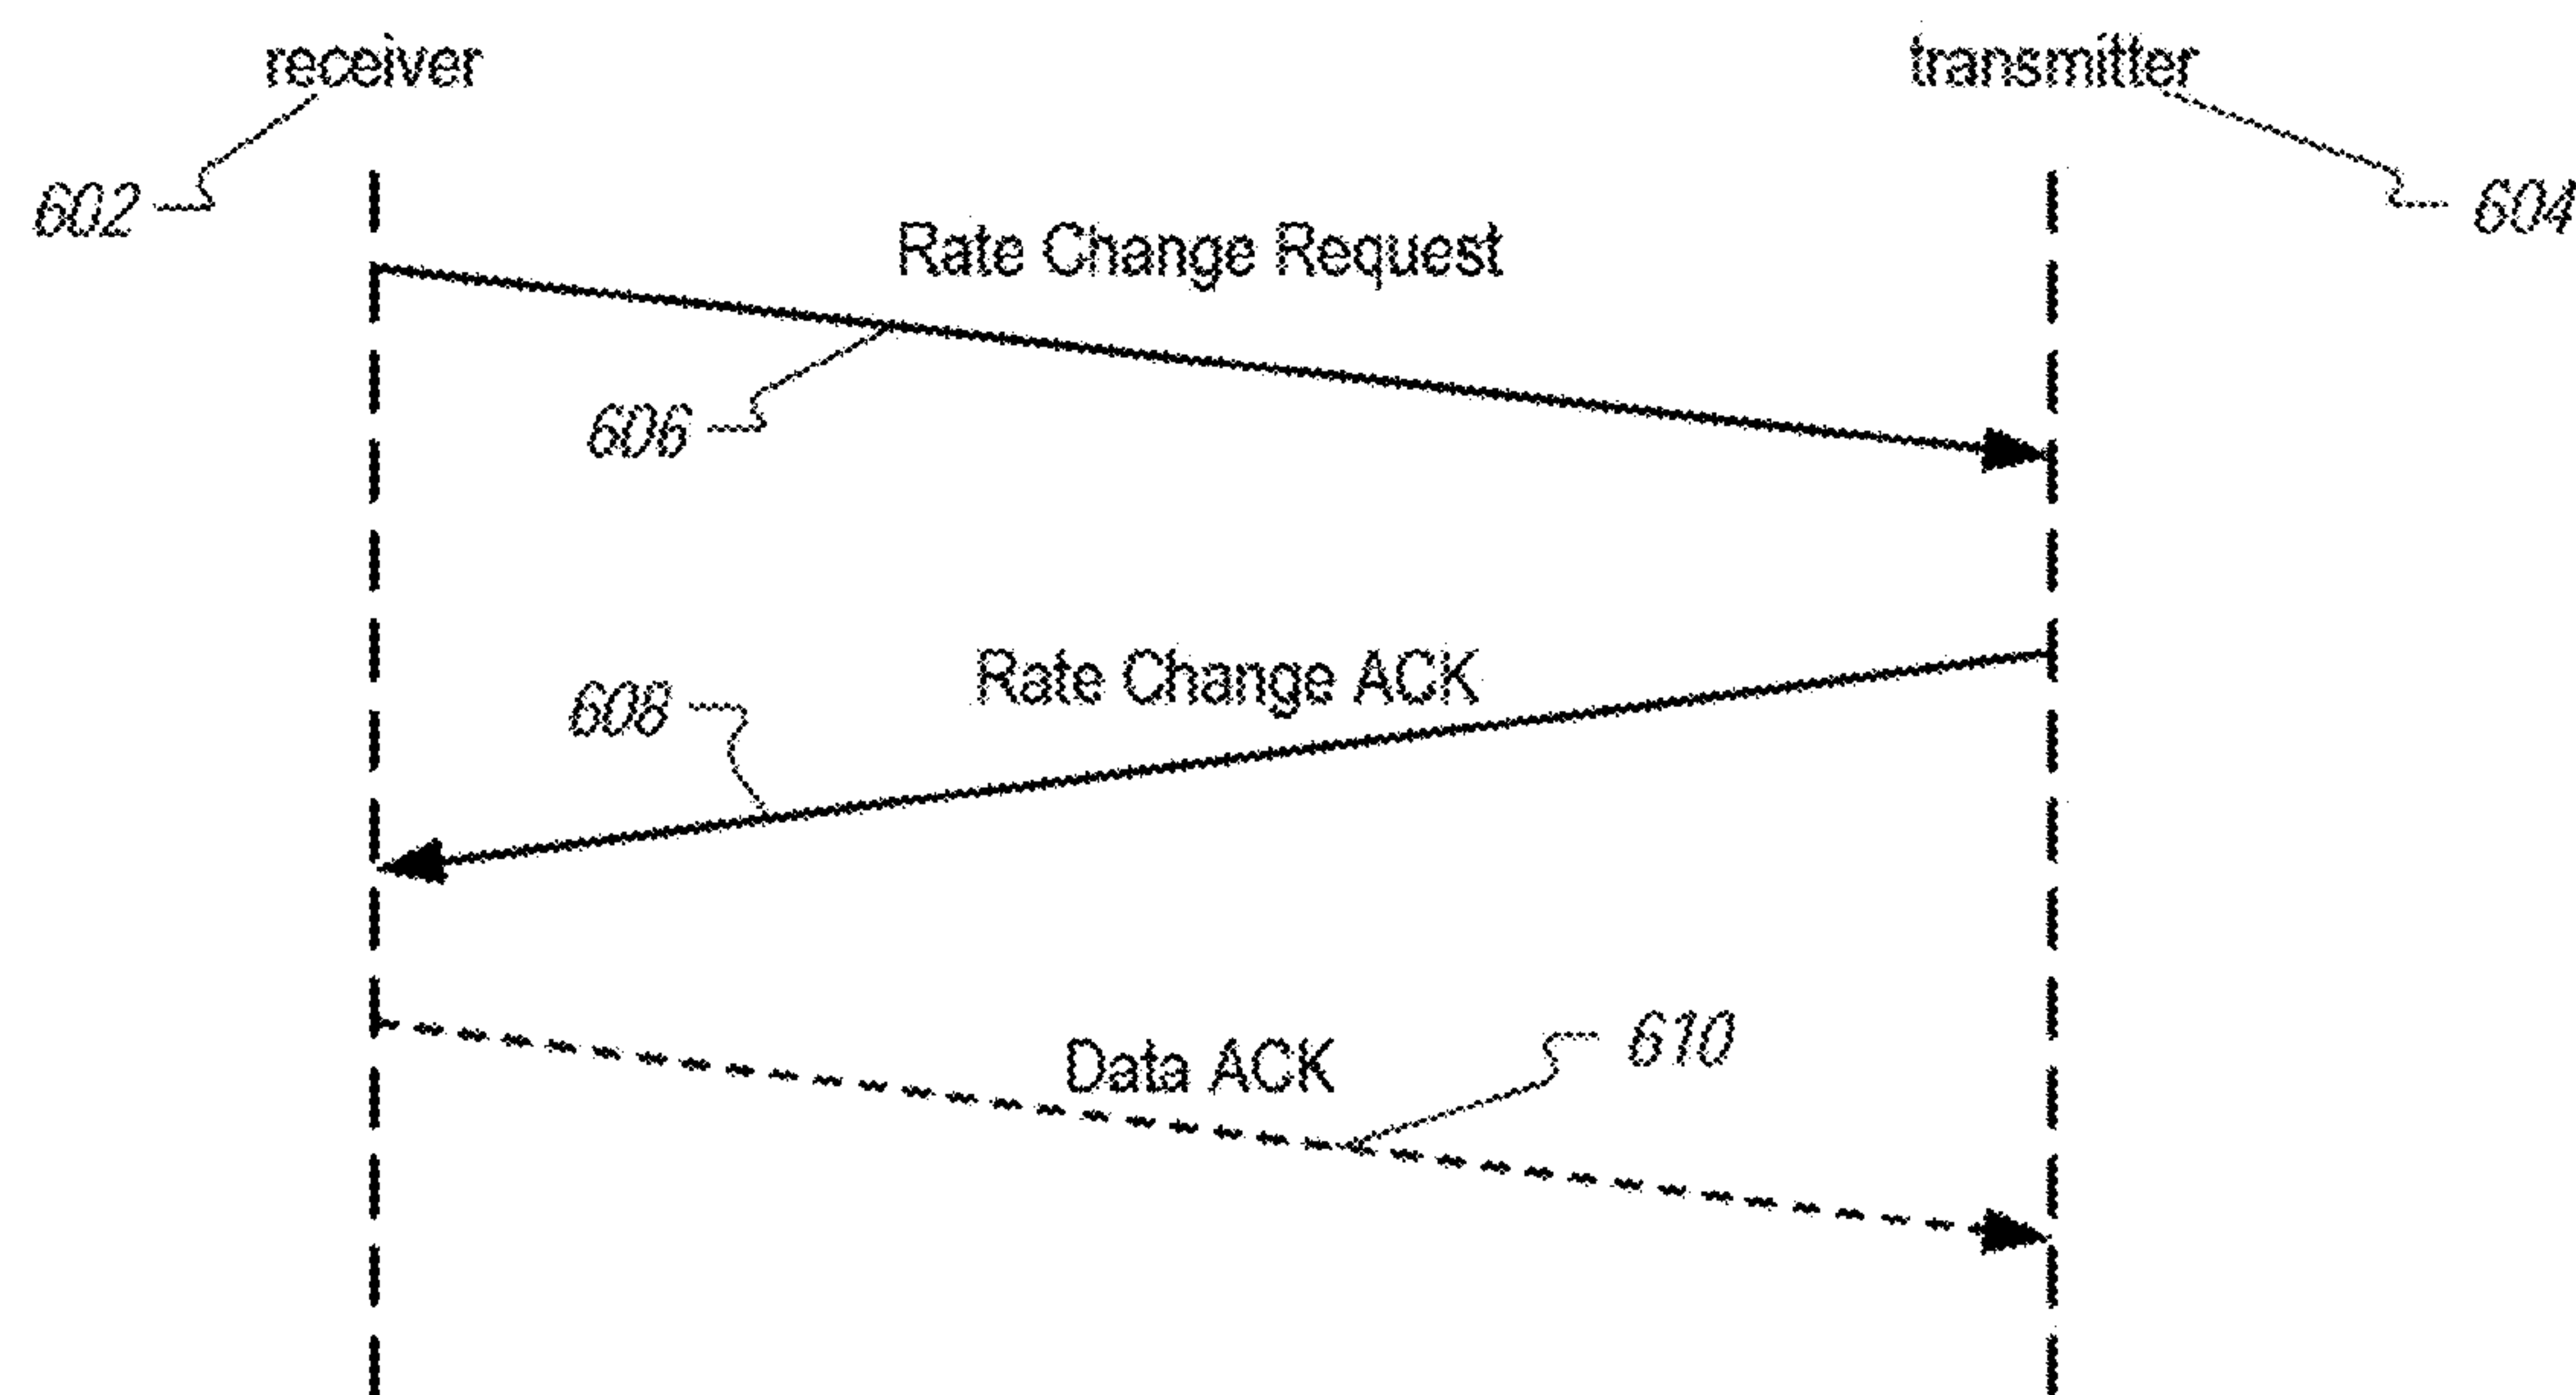 receiver
transmitter
602
604
Rate Change Request
606
Rate Change ACK
608
Data ACK
610